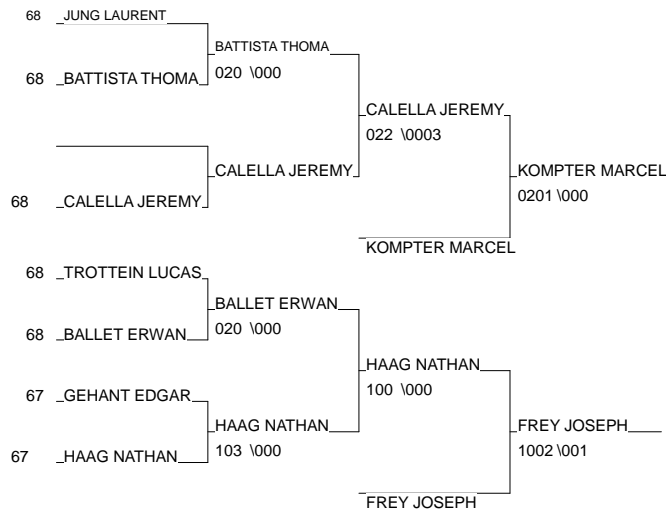 68 JUNG LAURENT
BATTISTA THOMA
68 BATTISTA THOMA
020 \000
CALELLA JEREMY
022 \0003
CALELLA JEREMY
KOMPTER MARCEL
0201 \000
68 CALELLA JEREMY
KOMPTER MARCEL
68 TROTTEIN LUCAS
BALLET ERWAN
020 \000
68 BALLET ERWAN
HAAG NATHAN
100 \000
67 GEHANT EDGAR
HAAG NATHAN
103 \000
FREY JOSEPH
1002 \001
67 HAAG NATHAN
FREY JOSEPH